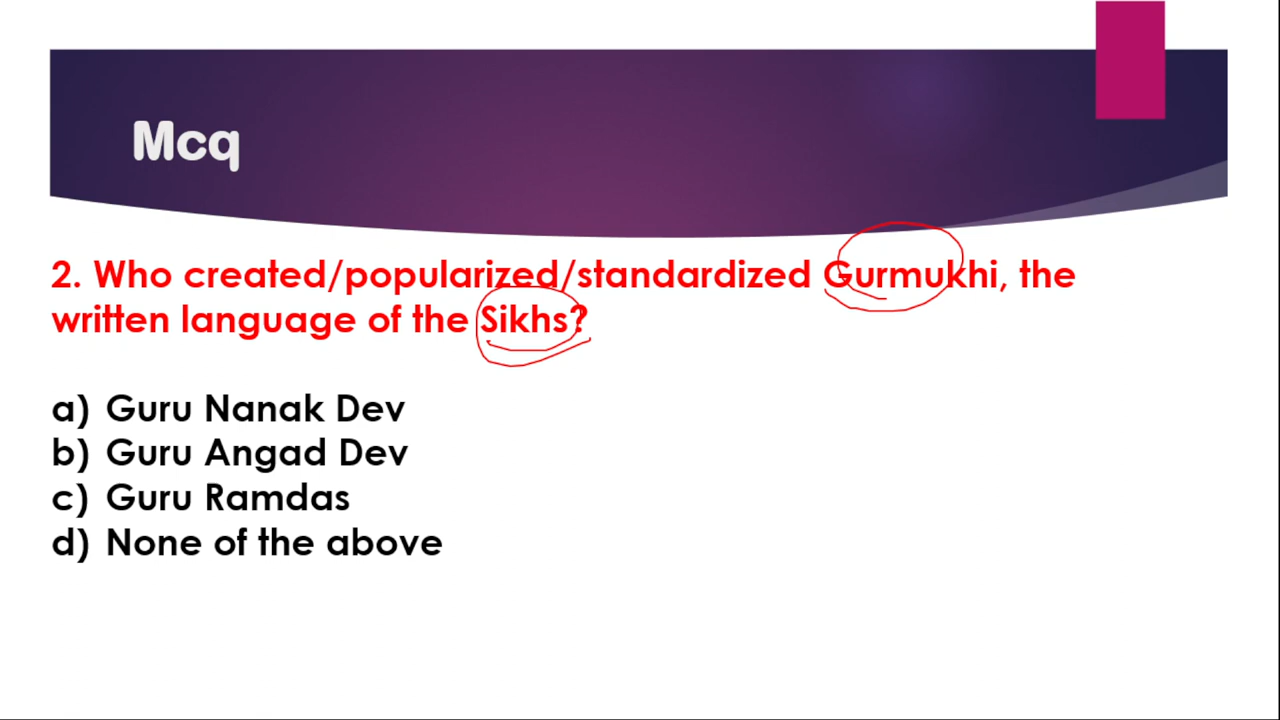 Mcq
2. Who created/popularized/standardized Gurmukhi, the
written language of the Sikhs?
a) Guru Nanak Dev
b) Guru Angad Dev
c) Guru Ramdas
d) None of the above